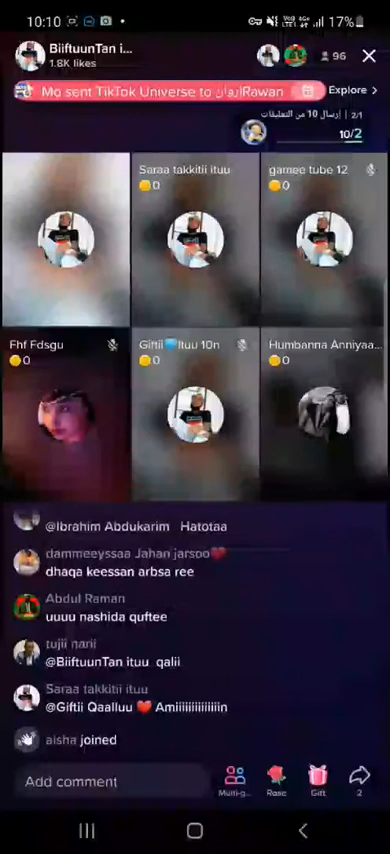 10:10
17%
BiiftuunTan i...
1.8K likes
96
Mo sent TikTok Universe to أرنوانRawan
Explore >
2/1 | إرسال 10 من التعليقات
10/2
Saraa takkitii ituu
0
gamee tube 12
0
Fhf Fdsgu
0
Giftii Ituu 10n
0
Humbanna Anniyaa...
0
@Ibrahim Abdukarim Hatotaa
dammeeyssaa Jahan jarsoo❤️
dhaqa keessan arbsa ree
Abdul Raman
uuuu nashida quftee
tujii narii
@BiiftuunTan ituu qalii
Saraa takkitii ituu
@Giftii Qaalluu ❤️ Amiiiiiiiiiiiiiin
aisha joined
Add comment
Multi-g...
Rose
Gift
2